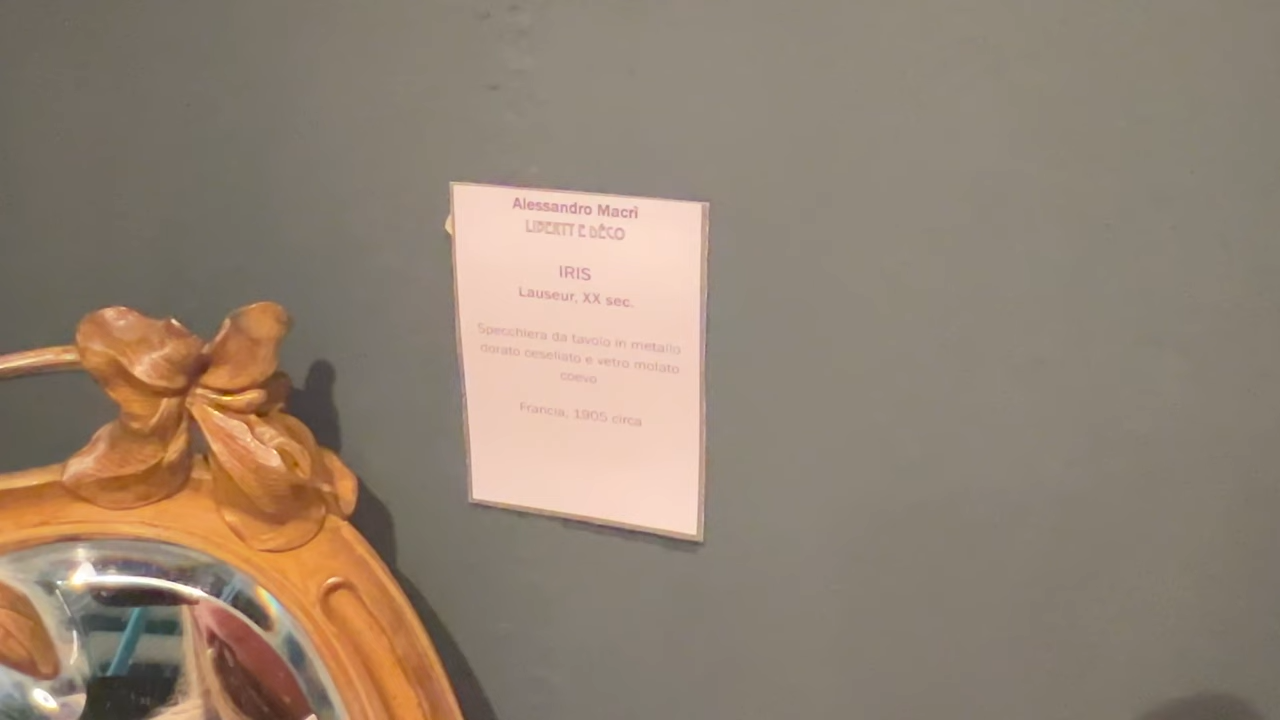 Alessandro Macrì
LIBERTY E DÉCO
IRIS
Lauseur, XX sec.
Specchiera da tavolo in metallo
dorato cesellato e vetro molato
coevo
Francia, 1905 circa